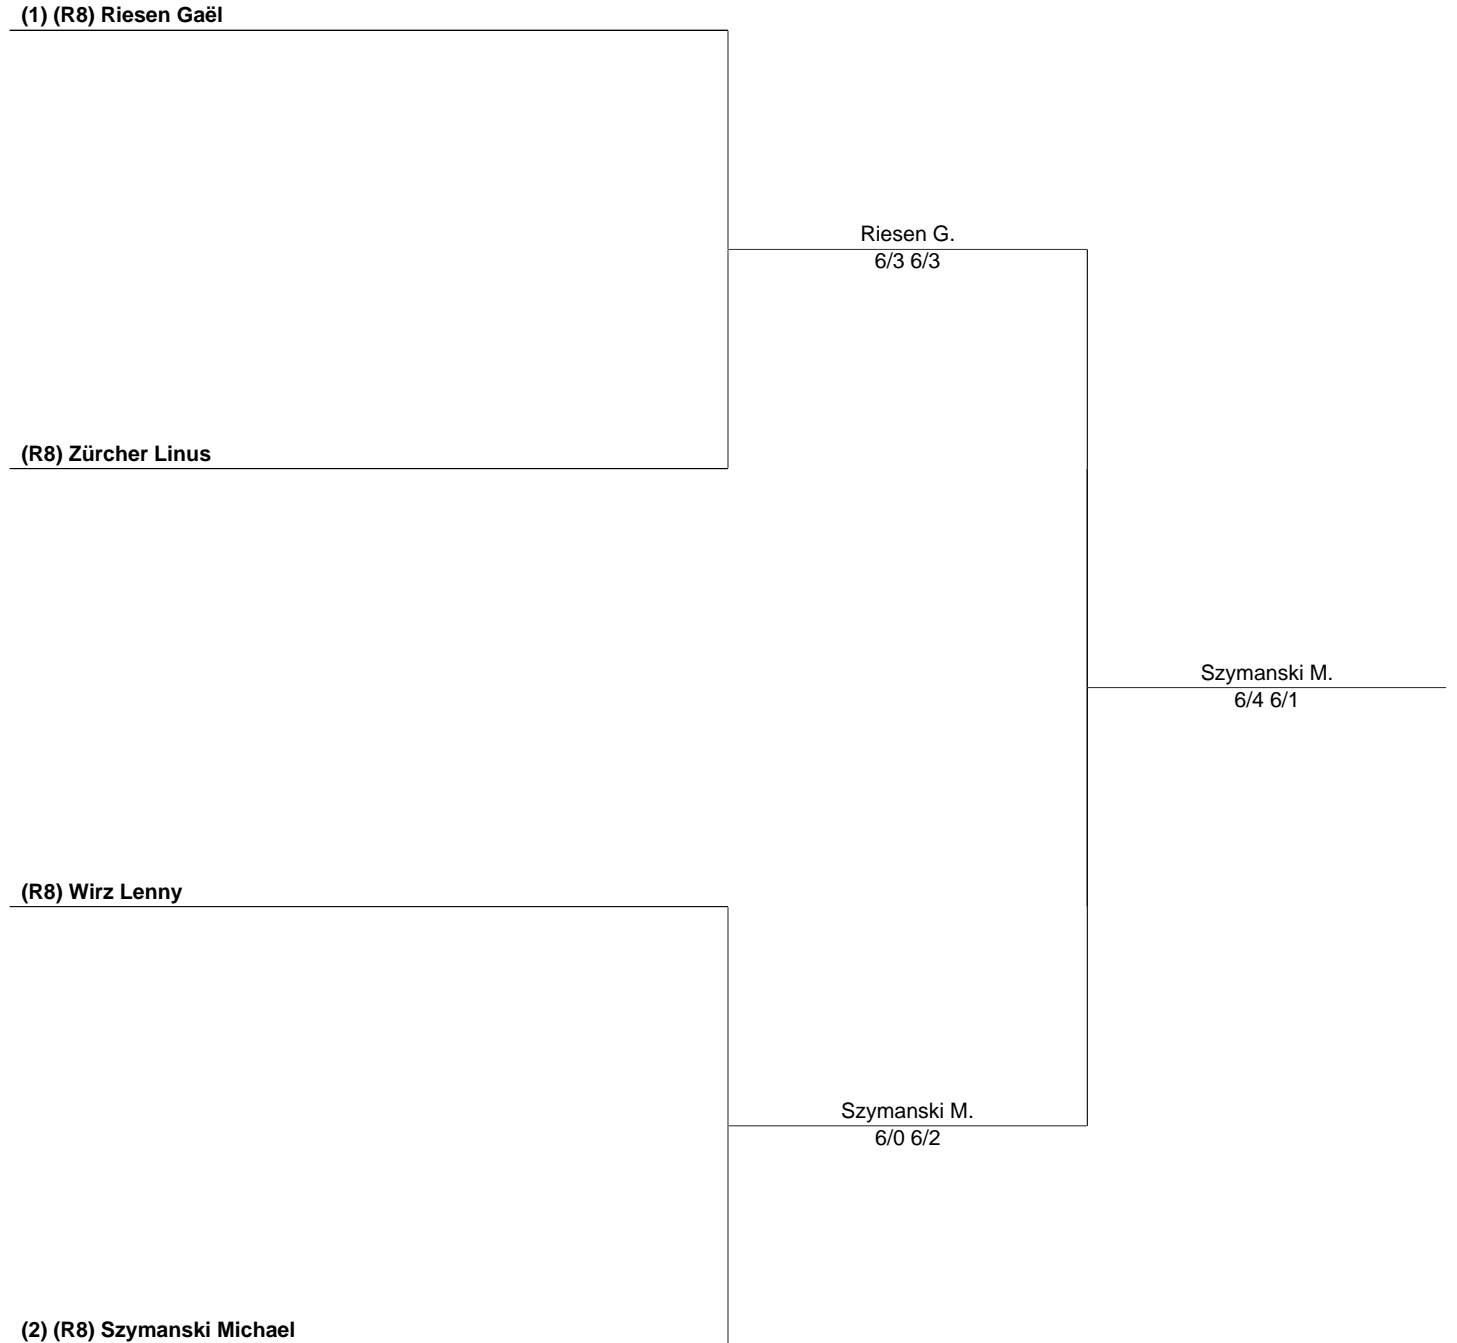 (1) (R8) Riesen Gaël
Riesen G.
6/3 6/3
(R8) Zürcher Linus
Szymanski M.
6/4 6/1
(R8) Wirz Lenny
Szymanski M.
6/0 6/2
(2) (R8) Szymanski Michael